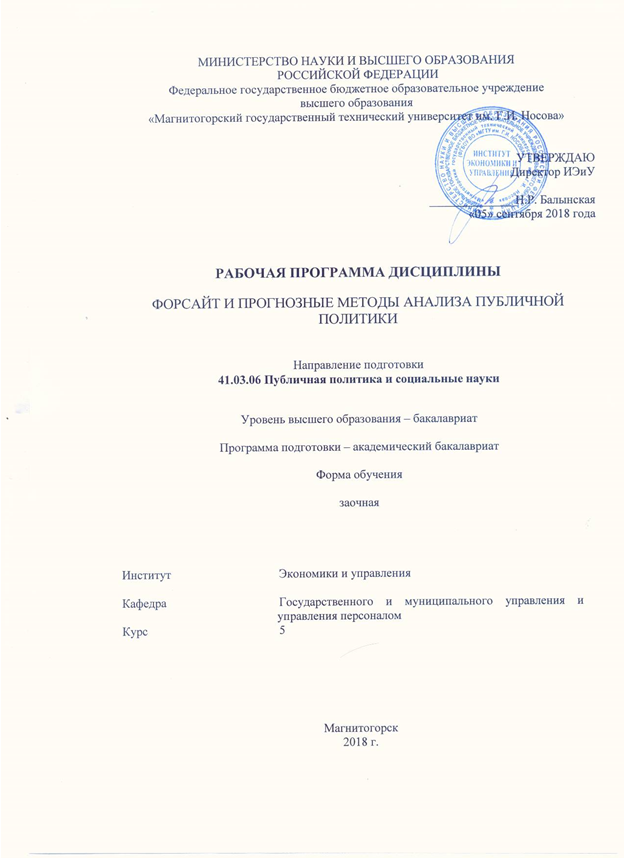 МИНИСТЕРСТВО НАУКИ И ВЫСШЕГО ОБРАЗОВАНИЯ
РОССИЙСКОЙ ФЕДЕРАЦИИ
Федеральное государственное бюджетное образовательное учреждение
высшего образования
«Магнитогорский государственный технический университет им. Г.И. Носова»
ИНСТИТУТ
ЭКОНОМИКИ И
УПРАВЛЕНИЯ
УТВЕРЖДАЮ
Директор ИЭиУ
Н.Р. Балынская
«05» сентября 2018 года
РАБОЧАЯ ПРОГРАММА ДИСЦИПЛИНЫ
ФОРСАЙТ И ПРОГНОЗНЫЕ МЕТОДЫ АНАЛИЗА ПУБЛИЧНОЙ
ПОЛИТИКИ
Направление подготовки
41.03.06 Публичная политика и социальные науки
Уровень высшего образования – бакалавриат
Программа подготовки – академический бакалавриат
Форма обучения
заочная
Институт Экономики и управления
Кафедра Государственного и муниципального управления и
управления персоналом
Курс 5
Магнитогорск
2018 г.